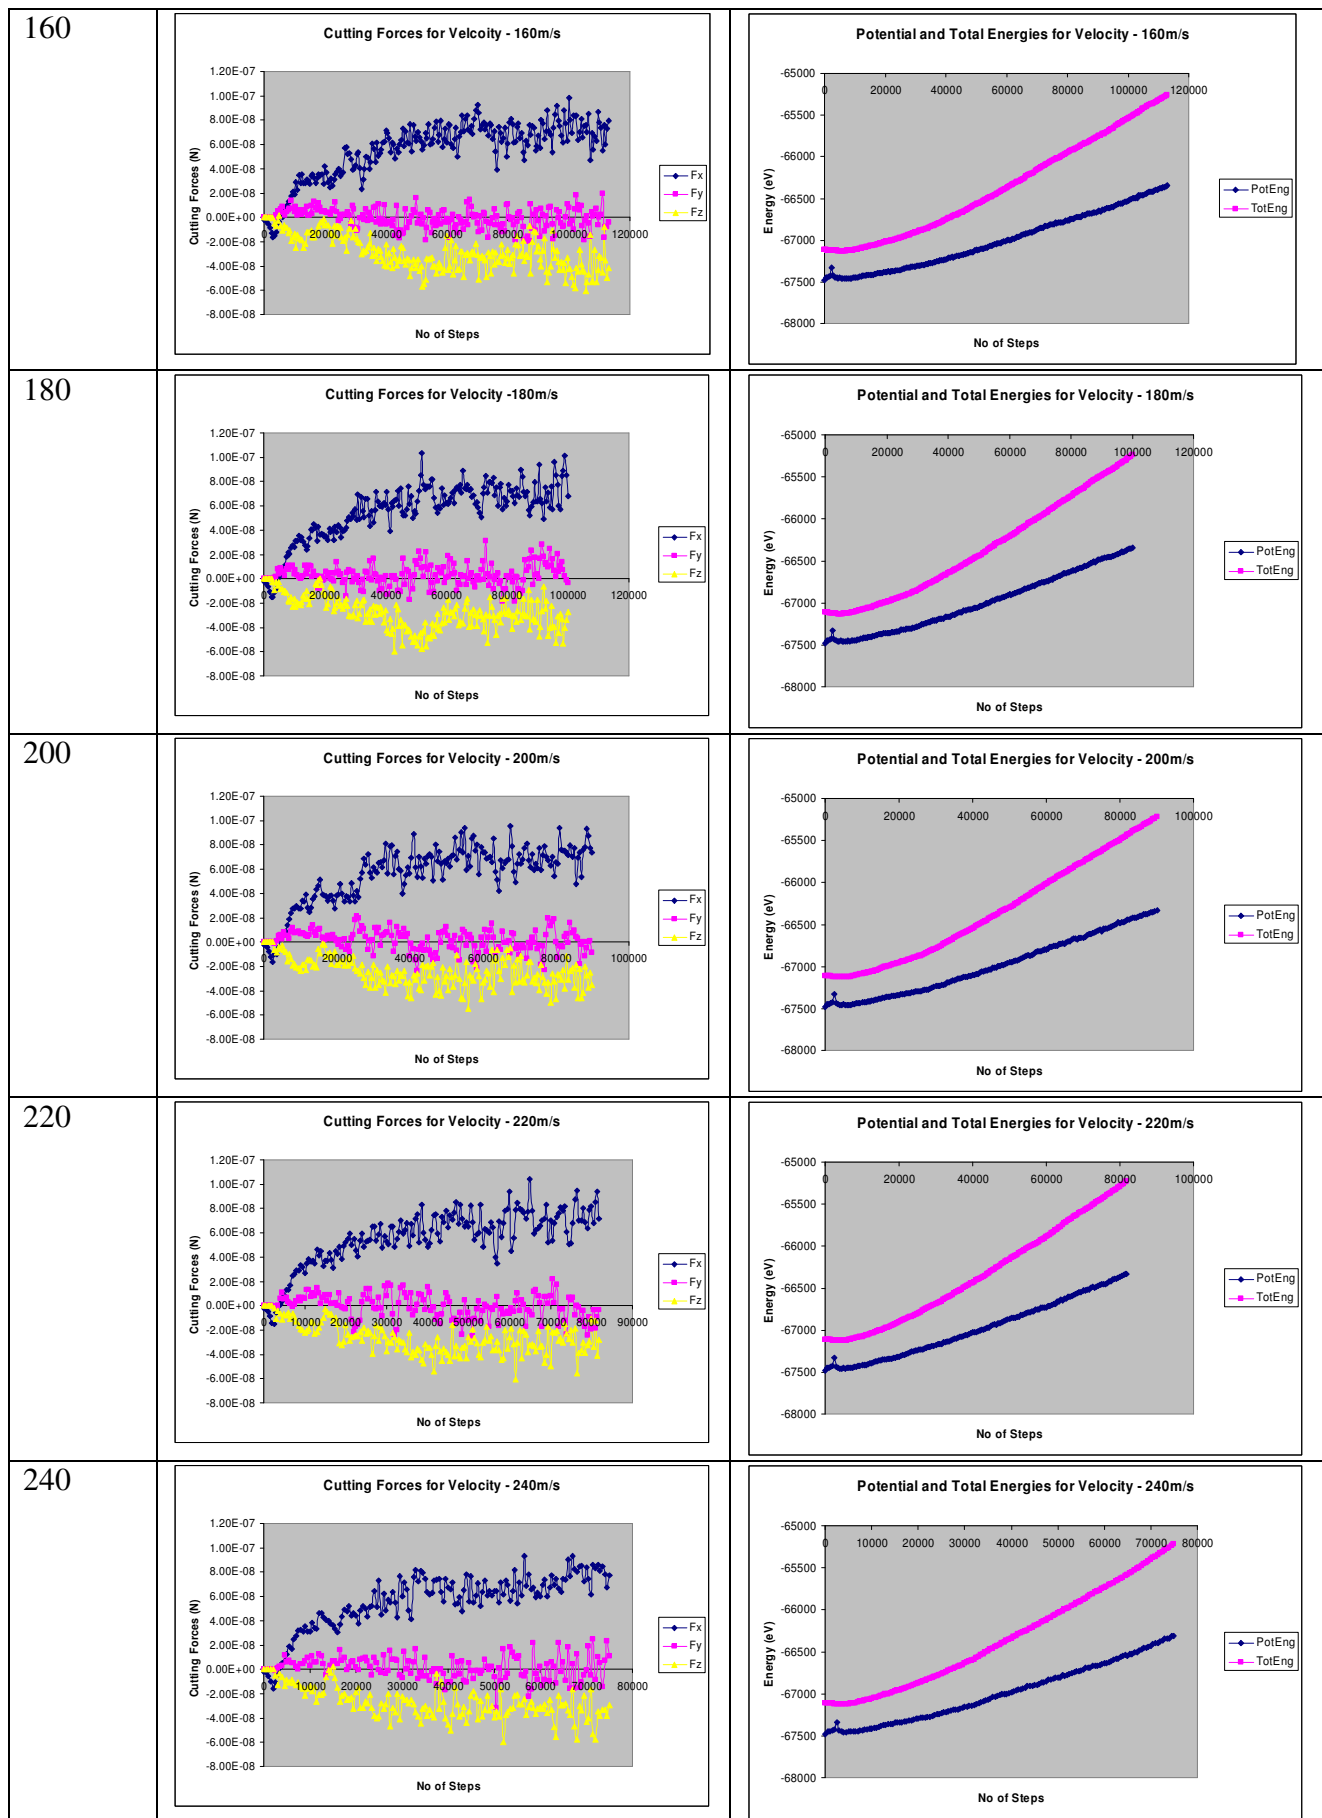 160
Cutting Forces for Velcoity - 160m/s
1.20E-07
1.00E-07
8.00E-08
6.00E-08
4.00E-08
2.00E-08
0.00E+00
-2.00E-08
-4.00E-08
-6.00E-08
-8.00E-08
0 20000 40000 60000 80000 100000 120000
Cutting Forces (N)
No of Steps
Fx
Fy
Fz
Potential and Total Energies for Velocity - 160m/s
-65000
-65500
-66000
-66500
-67000
-67500
-68000
0 20000 40000 60000 80000 100000 120000
Energy (eV)
No of Steps
PotEng
TotEng
180
Cutting Forces for Velocity -180m/s
1.20E-07
1.00E-07
8.00E-08
6.00E-08
4.00E-08
2.00E-08
0.00E+00
-2.00E-08
-4.00E-08
-6.00E-08
-8.00E-08
0 20000 40000 60000 80000 100000 120000
Cutting Forces (N)
No of Steps
Fx
Fy
Fz
Potential and Total Energies for Velocity - 180m/s
-65000
-65500
-66000
-66500
-67000
-67500
-68000
0 20000 40000 60000 80000 100000 120000
Energy (eV)
No of Steps
PotEng
TotEng
200
Cutting Forces for Velocity - 200m/s
1.20E-07
1.00E-07
8.00E-08
6.00E-08
4.00E-08
2.00E-08
0.00E+00
-2.00E-08
-4.00E-08
-6.00E-08
-8.00E-08
0 20000 40000 60000 80000 100000
Cutting Forces (N)
No of Steps
Fx
Fy
Fz
Potential and Total Energies for Velocity - 200m/s
-65000
-65500
-66000
-66500
-67000
-67500
-68000
0 20000 40000 60000 80000 100000
Energy (eV)
No of Steps
PotEng
TotEng
220
Cutting Forces for Velocity - 220m/s
1.20E-07
1.00E-07
8.00E-08
6.00E-08
4.00E-08
2.00E-08
0.00E+00
-2.00E-08
-4.00E-08
-6.00E-08
-8.00E-08
0 10000 20000 30000 40000 50000 60000 70000 80000 90000
Cutting Forces (N)
No of Steps
Fx
Fy
Fz
Potential and Total Energies for Velocity - 220m/s
-65000
-65500
-66000
-66500
-67000
-67500
-68000
0 20000 40000 60000 80000 100000
Energy (eV)
No of Steps
PotEng
TotEng
240
Cutting Forces for Velocity - 240m/s
1.20E-07
1.00E-07
8.00E-08
6.00E-08
4.00E-08
2.00E-08
0.00E+00
-2.00E-08
-4.00E-08
-6.00E-08
-8.00E-08
0 10000 20000 30000 40000 50000 60000 70000 80000
Cutting Forces (N)
No of Steps
Fx
Fy
Fz
Potential and Total Energies for Velocity - 240m/s
-65000
-65500
-66000
-66500
-67000
-67500
-68000
0 10000 20000 30000 40000 50000 60000 70000 80000
Energy (eV)
No of Steps
PotEng
TotEng